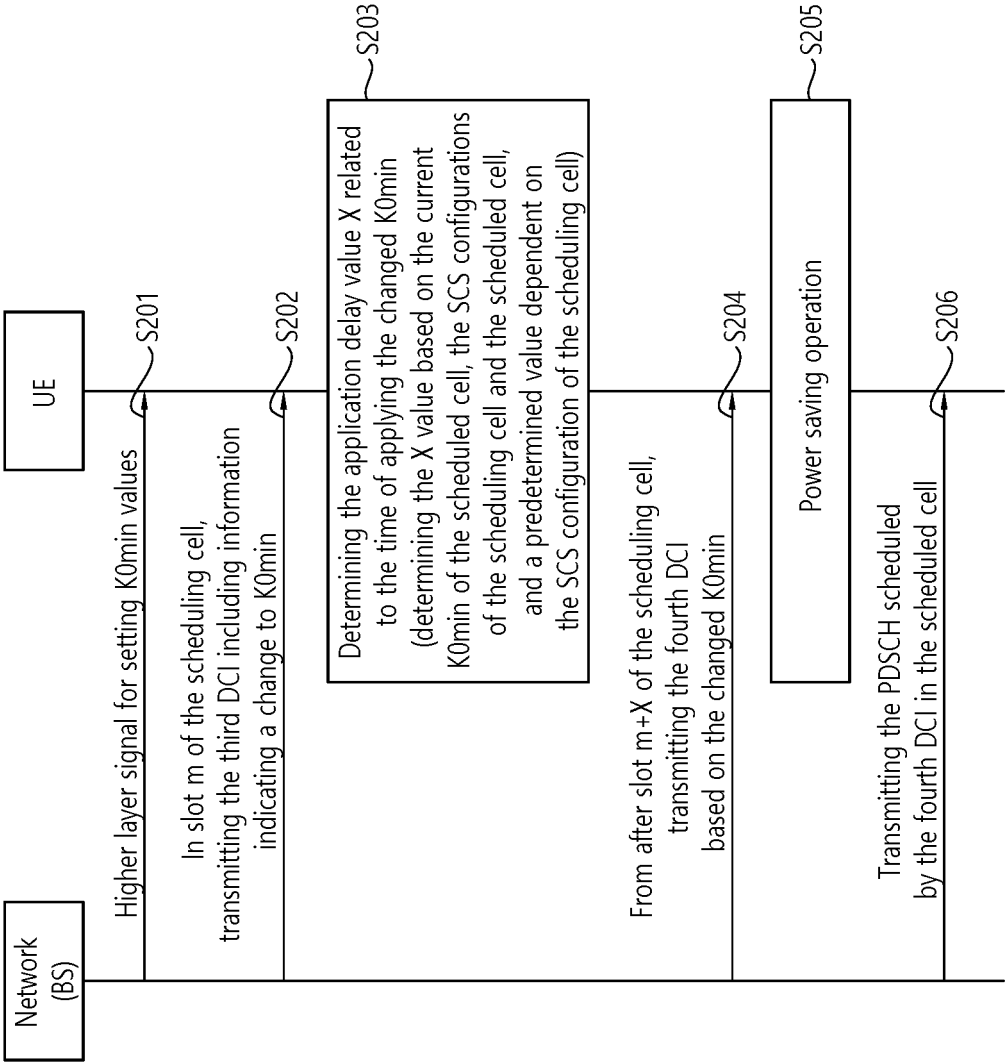 Network
(BS)
UE
Higher layer signal for setting K0min values
S201
In slot m of the scheduling cell,
transmitting the third DCI including information
indicating a change to K0min
S202
Determining the application delay value X related
to the time of applying the changed K0min
(determining the X value based on the current
K0min of the scheduled cell, the SCS configurations
of the scheduling cell and the scheduled cell,
and a predetermined value dependent on
the SCS configuration of the scheduling cell)
S203
From after slot m+X of the scheduling cell,
transmitting the fourth DCI
based on the changed K0min
S204
Power saving operation
S205
Transmitting the PDSCH scheduled
by the fourth DCI in the scheduled cell
S206